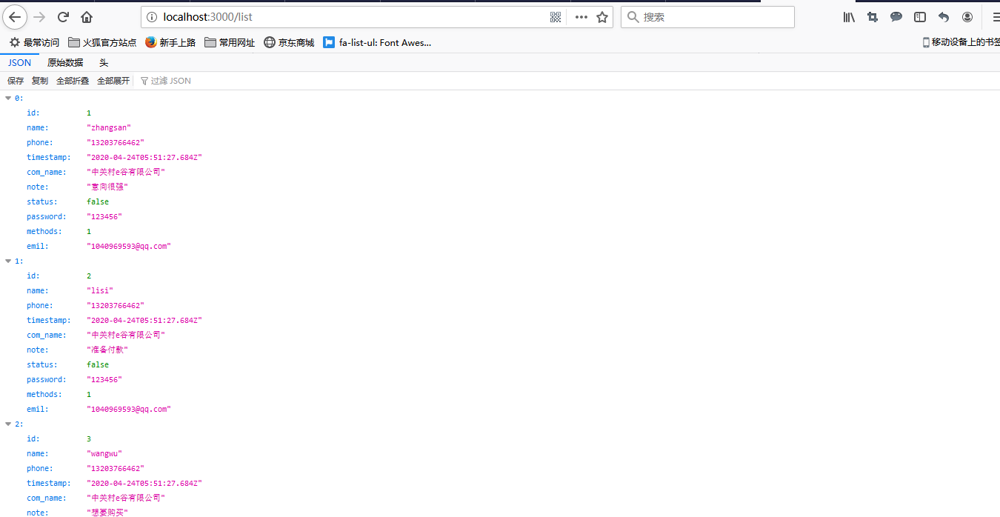 localhost:3000/list
搜索
最常访问 火狐官方站点 新手上路 常用网址 京东商城 fa-list-ul: Font Awes... 移动设备上的书签
JSON 原始数据 头
保存 复制 全部折叠 全部展开 过滤 JSON
0:
id: 1
name: "zhangsan"
phone: "13203766462"
timestamp: "2020-04-24T05:51:27.684Z"
com_name: "中关村e谷有限公司"
note: "意向很强"
status: false
password: "123456"
methods: 1
emil: "1040969593@qq.com"
1:
id: 2
name: "lisi"
phone: "13203766462"
timestamp: "2020-04-24T05:51:27.684Z"
com_name: "中关村e谷有限公司"
note: "准备付款"
status: false
password: "123456"
methods: 1
emil: "1040969593@qq.com"
2:
id: 3
name: "wangwu"
phone: "13203766462"
timestamp: "2020-04-24T05:51:27.684Z"
com_name: "中关村e谷有限公司"
note: "想要购买"